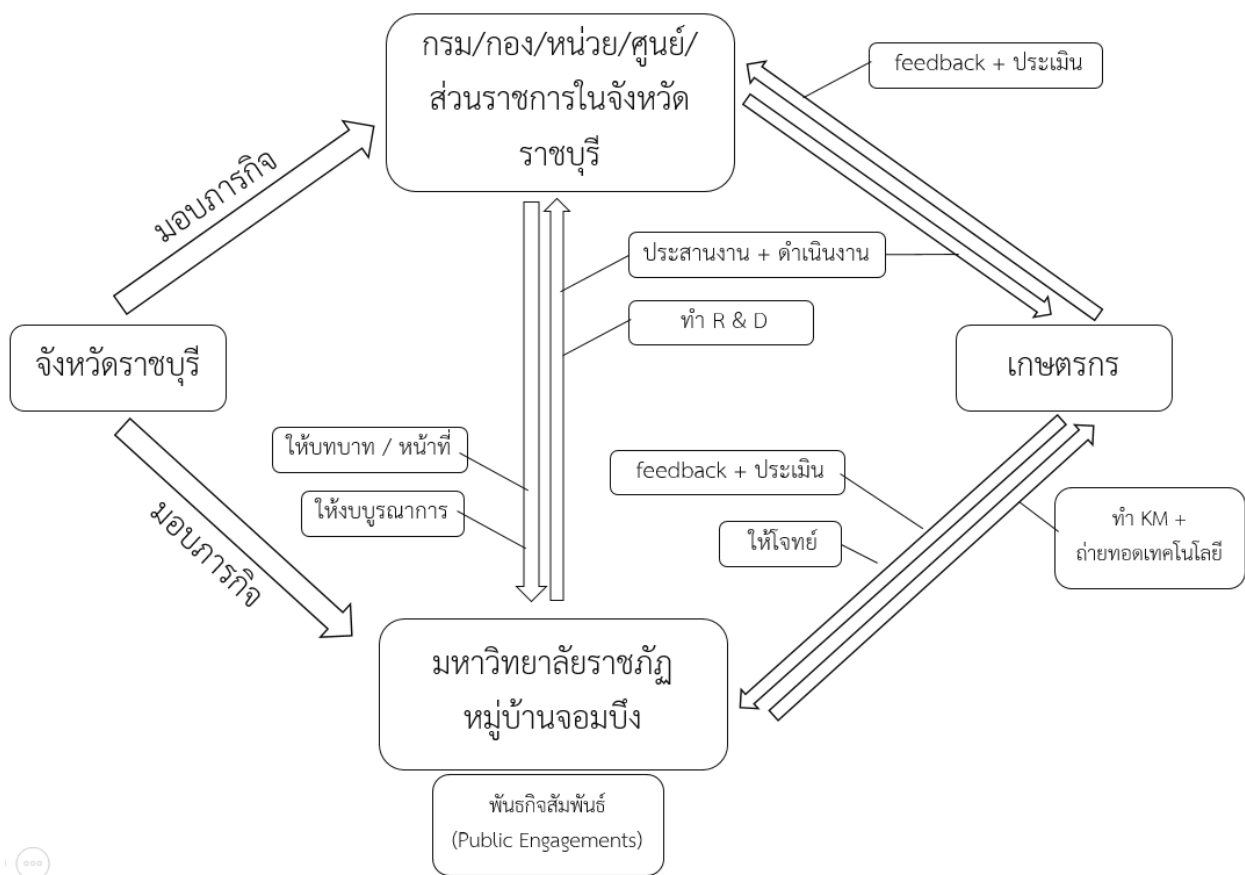 กรม/กอง/หน่วย/ศูนย์/
ส่วนราชการในจังหวัด
ราชบุรี
feedback + ประเมิน
มอบภารกิจ
ประสานงาน + ดำเนินงาน
ทำ R & D
จังหวัดราชบุรี
เกษตรกร
ให้บทบาท / หน้าที่
ให้งบบูรณาการ
feedback + ประเมิน
ให้โจทย์
ทำ KM +
ถ่ายทอดเทคโนโลยี
มอบภารกิจ
มหาวิทยาลัยราชภัฏ
หมู่บ้านจอมบึง
พันธกิจสัมพันธ์
(Public Engagements)